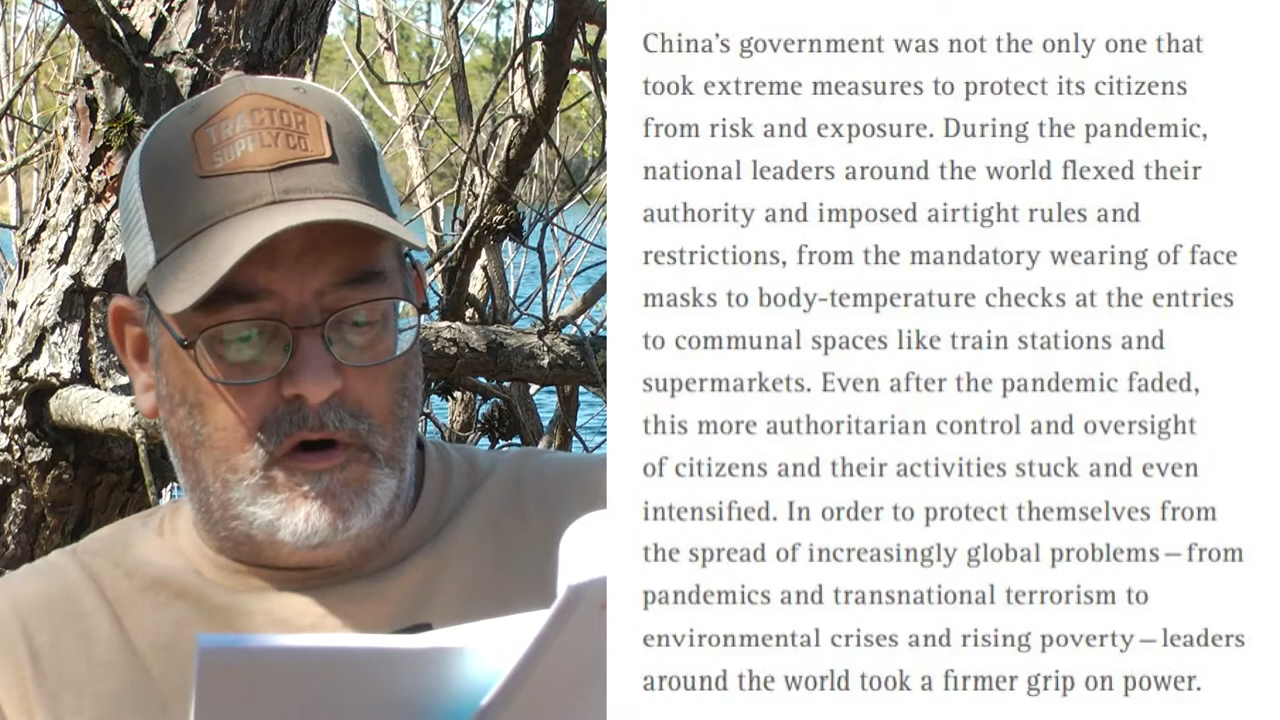 TRACTOR
SUPPLY CO.
China’s government was not the only one that
took extreme measures to protect its citizens
from risk and exposure. During the pandemic,
national leaders around the world flexed their
authority and imposed airtight rules and
restrictions, from the mandatory wearing of face
masks to body-temperature checks at the entries
to communal spaces like train stations and
supermarkets. Even after the pandemic faded,
this more authoritarian control and oversight
of citizens and their activities stuck and even
intensified. In order to protect themselves from
the spread of increasingly global problems—from
pandemics and transnational terrorism to
environmental crises and rising poverty—leaders
around the world took a firmer grip on power.